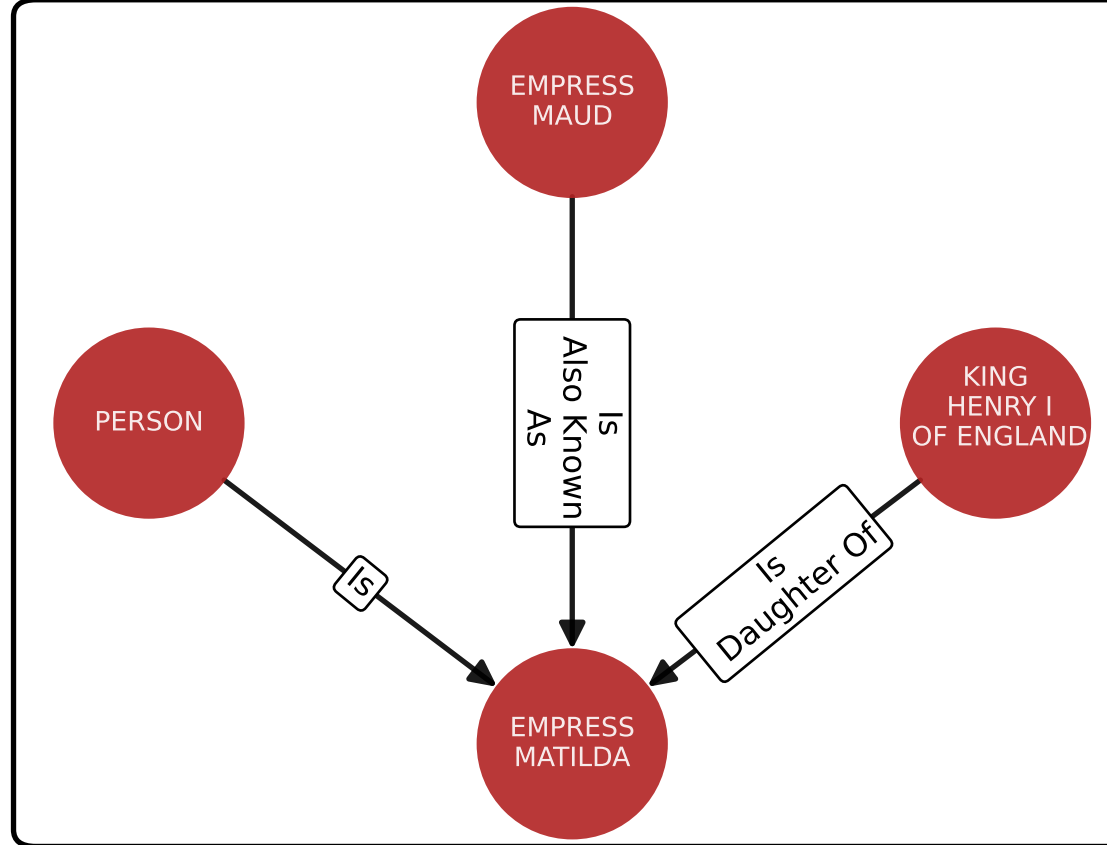 EMPRESS
MAUD
Is
Also Known
As
KING
HENRY I
OF ENGLAND
PERSON
Is
Daughter Of
Is
EMPRESS
MATILDA